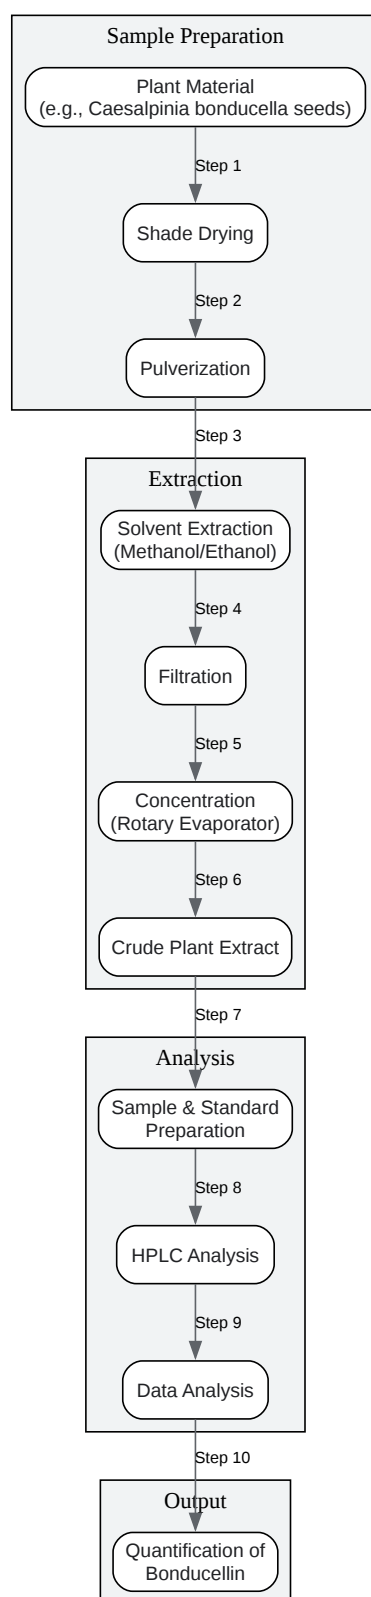 Sample Preparation
Plant Material
(e.g., Caesalpinia bonducella seeds)
Step 1
Shade Drying
Step 2
Pulverization
Step 3
Extraction
Solvent Extraction
(Methanol/Ethanol)
Step 4
Filtration
Step 5
Concentration
(Rotary Evaporator)
Step 6
Crude Plant Extract
Step 7
Analysis
Sample & Standard
Preparation
Step 8
HPLC Analysis
Step 9
Data Analysis
Step 10
Output
Quantification of
Bonducellin